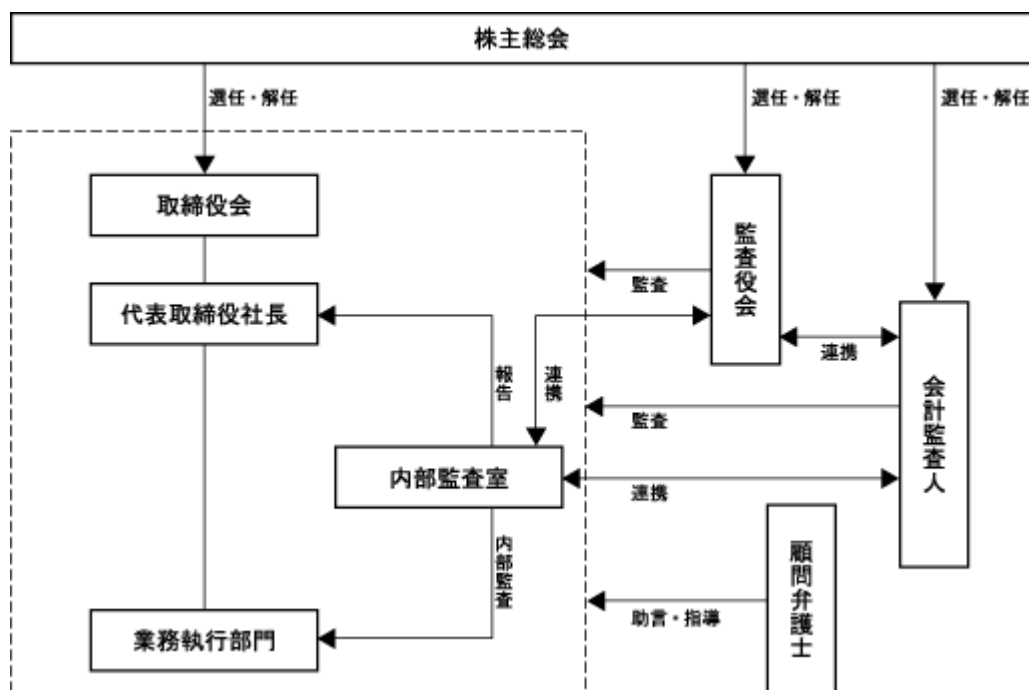 株主総会
選任・解任
選任・解任
選任・解任
取締役会
監査役会
監査
代表取締役社長
報告
連携
連携
会計監査人
監査
内部監査室
連携
内部監査
顧問弁護士
助言・指導
業務執行部門